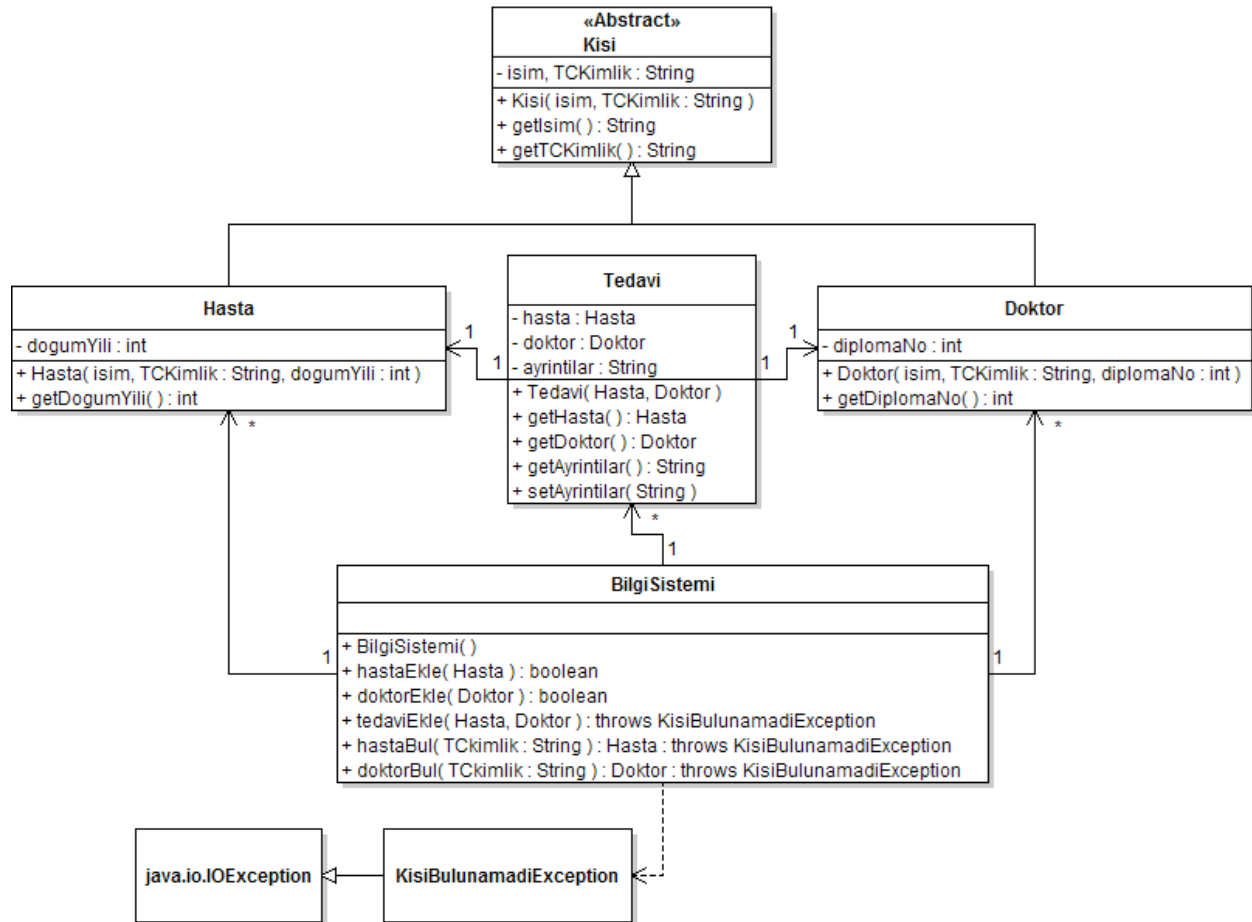 «Abstract»
Kisi
- isim, TCKimlik : String
+ Kisi( isim, TCKimlik : String )
+ getIsim( ) : String
+ getTCKimlik( ) : String
Hasta
- dogumYili : int
+ Hasta( isim, TCKimlik : String, dogumYili : int )
+ getDogumYili( ) : int
1
1
Tedavi
- hasta : Hasta
- doktor : Doktor
- ayrintilar : String
+ Tedavi( Hasta, Doktor )
+ getHasta( ) : Hasta
+ getDoktor( ) : Doktor
+ getAyrintilar( ) : String
+ setAyrintilar( String )
1
1
Doktor
- diplomaNo : int
+ Doktor( isim, TCKimlik : String, diplomaNo : int )
+ getDiplomaNo( ) : int
*
*
*
1
1
1
BilgiSistemi
+ BilgiSistemi( )
+ hastaEkle( Hasta ) : boolean
+ doktorEkle( Doktor ) : boolean
+ tedaviEkle( Hasta, Doktor ) : throws KisiBulunamadiException
+ hastaBul( TCkimlik : String ) : Hasta : throws KisiBulunamadiException
+ doktorBul( TCkimlik : String ) : Doktor : throws KisiBulunamadiException
java.io.IOException
KisiBulunamadiException